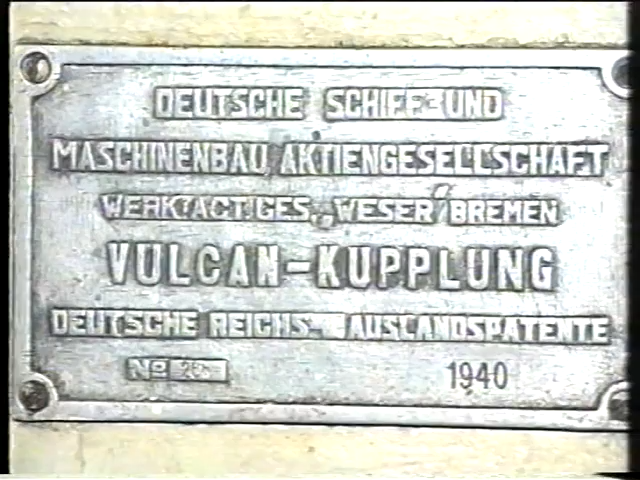 DEUTSCHE SCHIFF=UND
MASCHINENBAU AKTIENGESELLSCHAFT
WERK: ACT.GES. „WESER" BREMEN
VULCAN-KUPPLUNG
DEUTSCHE REICHS- AUSLANDSPATENTE
No
1940